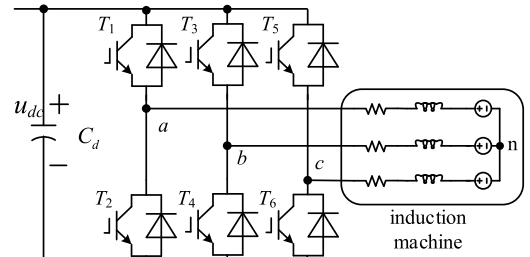 T1 T3 T5
udc + Cd −
a
b
c
n
T2 T4 T6
induction
machine